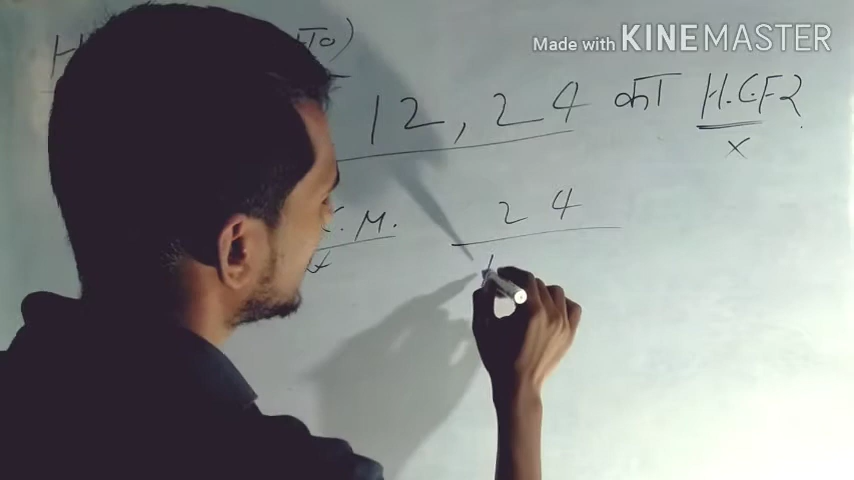 Made with KINEMASTER
12, 24 का H.C.F?
x
M.
24